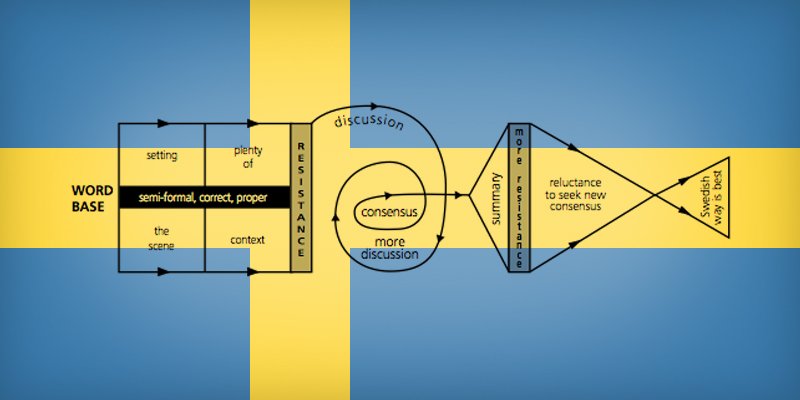 WORD
BASE
setting
plenty
of
semi-formal, correct, proper
the
scene
context
RESISTANCE
discussion
consensus
more
discussion
summary
more resistance
reluctance
to seek new
consensus
Swedish
way is best